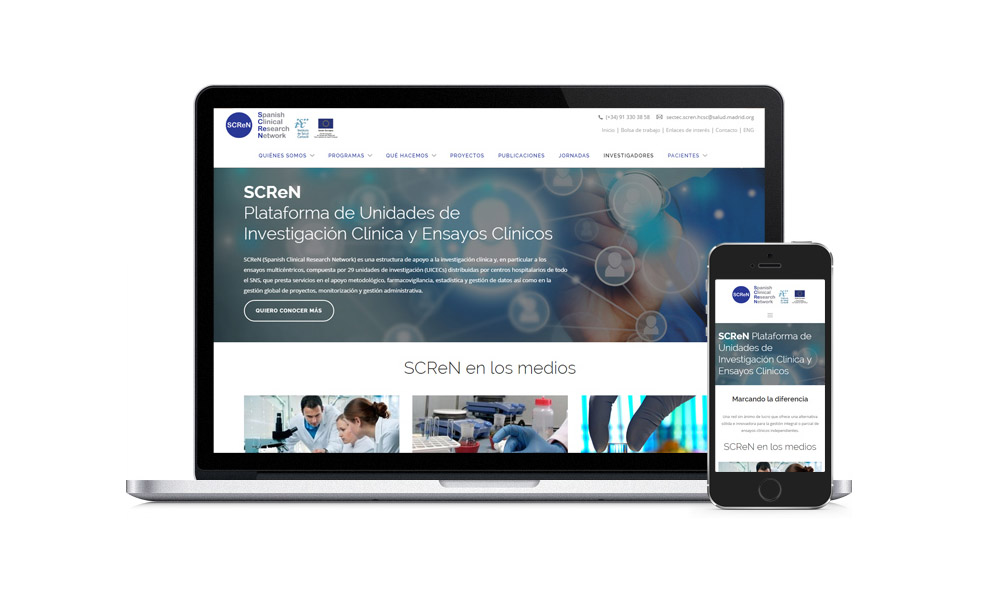 SCReN
Spanish
Clinical
Research
Network
(+34) 91 330 38 58
secsec.scren.hcsc@salud.madrid.org
Inicio | Bolsa de trabajo | Enlaces de interés | Contacto | ENG
QUIÉNES SOMOS
PROGRAMAS
QUÉ HACEMOS
PROYECTOS
PUBLICACIONES
JORNADAS
INVESTIGADORES
PACIENTES
SCReN
Plataforma de Unidades de
Investigación Clínica y Ensayos Clínicos
SCReN (Spanish Clinical Research Network) es una estructura de apoyo a la investigación clínica y, en particular a los
ensayos multicéntricos, compuesta por 29 unidades de investigación (UICECs) distribuidas por centros hospitalarios de todo
el SNS, que presta servicios en el apoyo metodológico, farmacovigilancia, estadística y gestión de datos así como en la
gestión global de proyectos, monitorización y gestión administrativa.
QUIERO CONOCER MÁS
SCReN en los medios
SCReN
Spanish
Clinical
Research
Network
SCReN Plataforma de
Unidades de
Investigación Clínica y
Ensayos Clínicos
Marcando la diferencia
Una red sin ánimo de lucro que ofrece una alternativa
sólida e innovadora para la gestión integral o parcial de
ensayos clínicos independientes.
SCReN en los medios